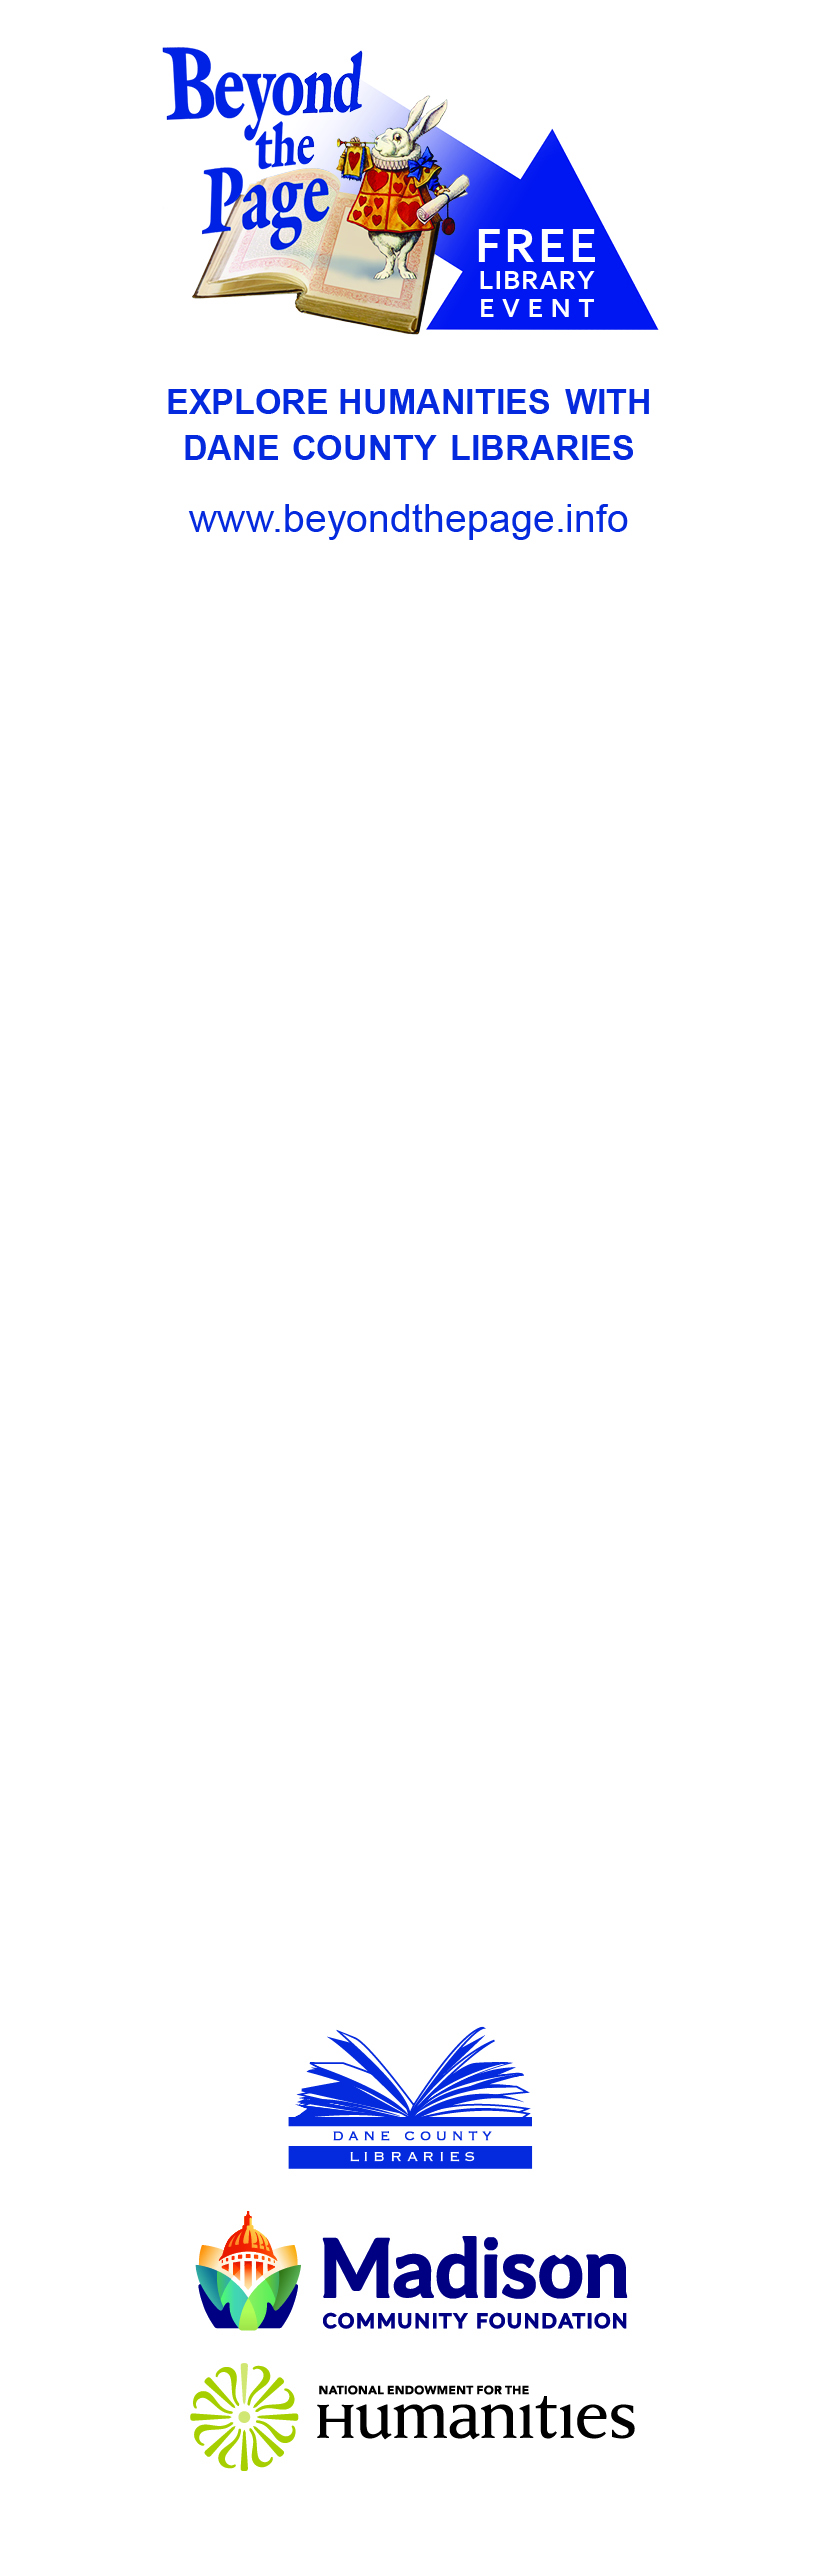 Beyond
the
Page
FREE
LIBRARY
EVENT
EXPLORE HUMANITIES WITH
DANE COUNTY LIBRARIES
www.beyondthepage.info
DANE COUNTY
LIBRARIES
Madison
COMMUNITY FOUNDATION
NATIONAL ENDOWMENT FOR THE
Humanities